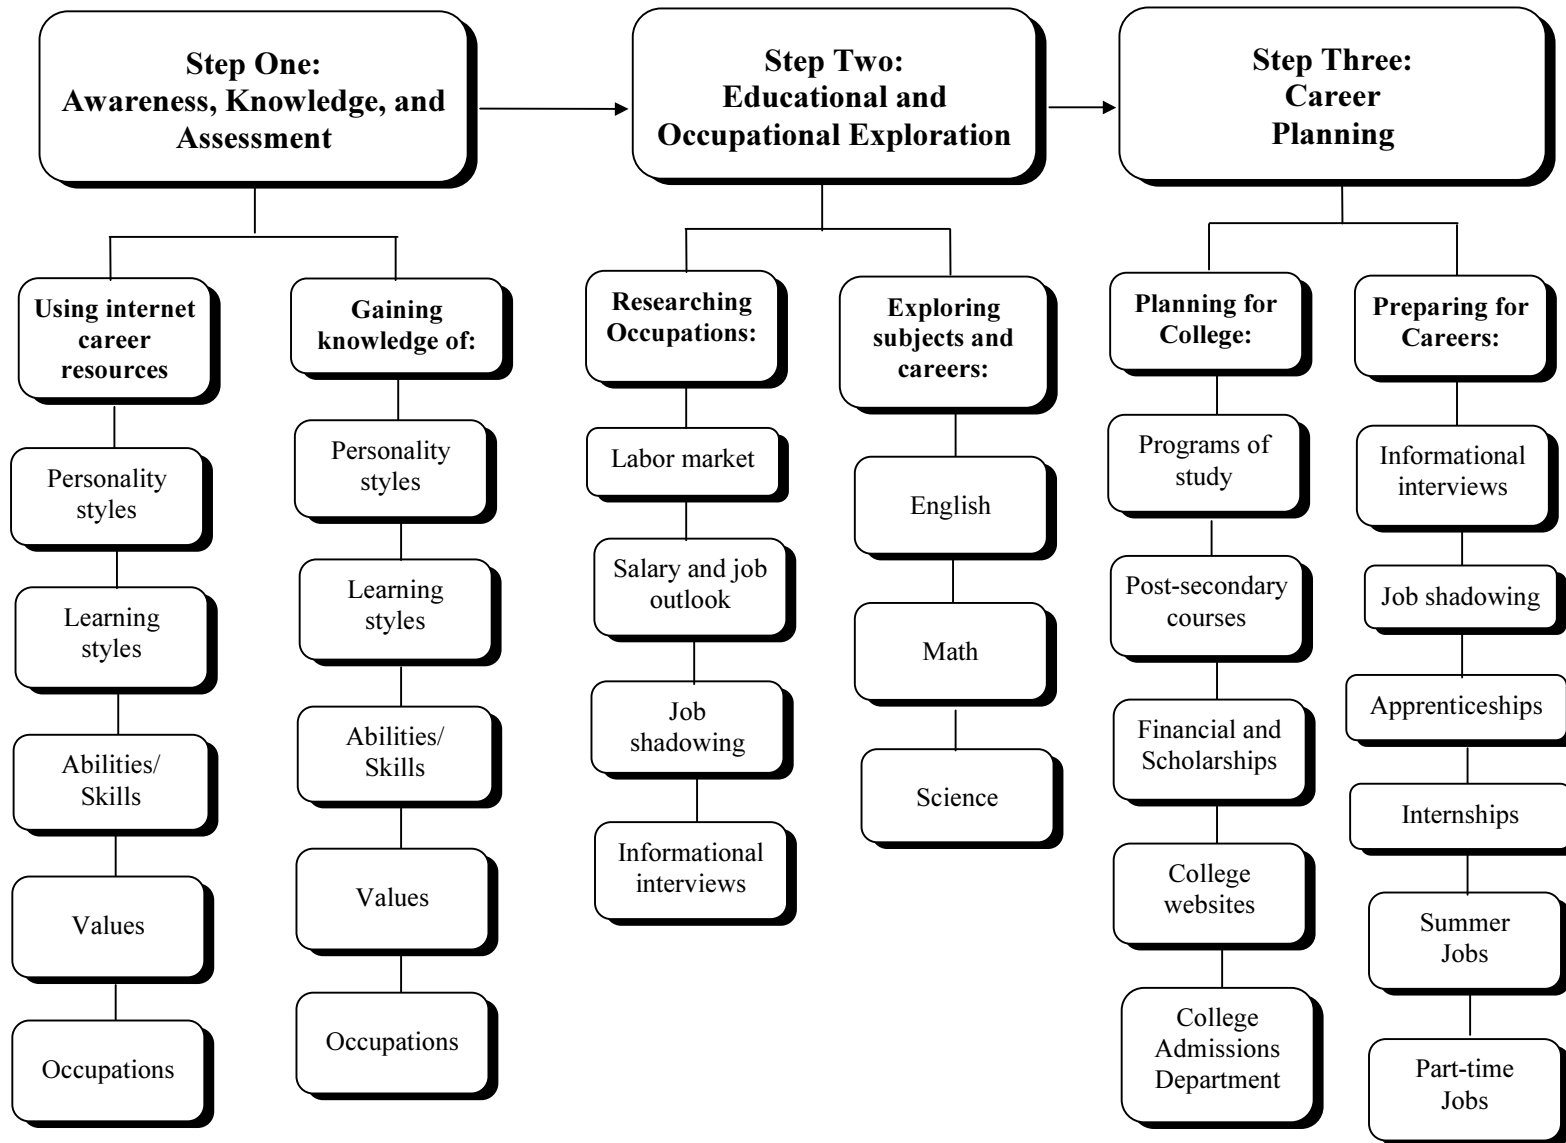 Step One:
Awareness, Knowledge, and
Assessment
Step Two:
Educational and
Occupational Exploration
Step Three:
Career
Planning
Using internet
career
resources
Personality
styles
Learning
styles
Abilities/
Skills
Values
Occupations
Gaining
knowledge of:
Personality
styles
Learning
styles
Abilities/
Skills
Values
Occupations
Researching
Occupations:
Labor market
Salary and job
outlook
Job
shadowing
Informational
interviews
Exploring
subjects and
careers:
English
Math
Science
Planning for
College:
Programs of
study
Post-secondary
courses
Financial and
Scholarships
College
websites
College
Admissions
Department
Preparing for
Careers:
Informational
interviews
Job shadowing
Apprenticeships
Internships
Summer
Jobs
Part-time
Jobs